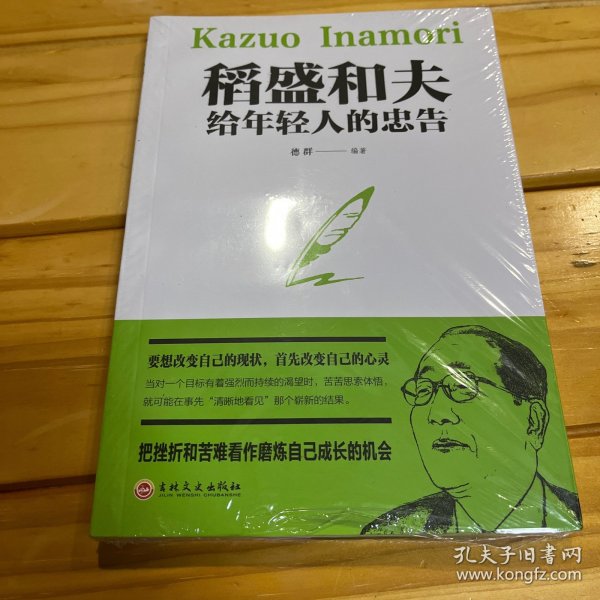 Kazuo Inamori
稻盛和夫
给年轻人的忠告
德群——编著
要想改变自己的现状，首先改变自己的心灵
当对一个目标有着强烈而持续的渴望时，苦苦思索体悟，
就可能在事先“清晰地看见”那个崭新的结果。
把挫折和苦难看作磨炼自己成长的机会
吉林文史出版社
JILIN WENSHI CHUBANSHE
孔夫子旧书网
www.kongfz.com